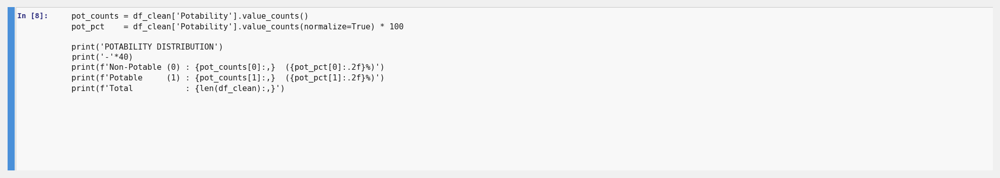 In [8]:
pot_counts = df_clean['Potability'].value_counts()
pot_pct    = df_clean['Potability'].value_counts(normalize=True) * 100

print('POTABILITY DISTRIBUTION')
print('-'*40)
print(f'Non-Potable (0) : {pot_counts[0]:,}  ({pot_pct[0]:.2f}%)')
print(f'Potable     (1) : {pot_counts[1]:,}  ({pot_pct[1]:.2f}%)')
print(f'Total           : {len(df_clean):,}')